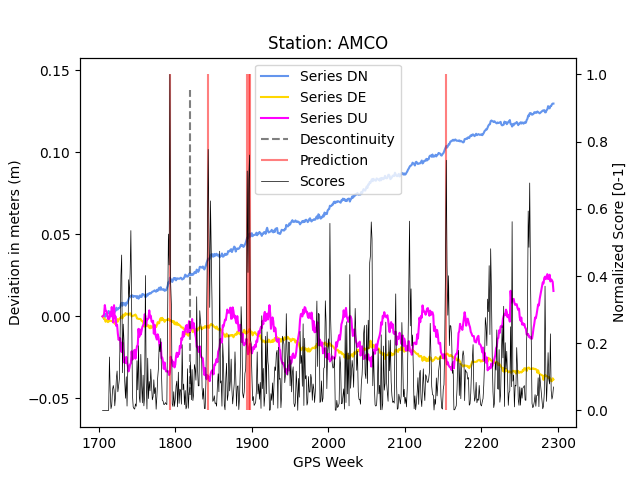 Station: AMCO
Series DN
Series DE
Series DU
Descontinuity
Prediction
Scores
Deviation in meters (m)
0.15
0.10
0.05
0.00
−0.05
Normalized Score [0-1]
1.0
0.8
0.6
0.4
0.2
0.0
1700 1800 1900 2000 2100 2200 2300
GPS Week